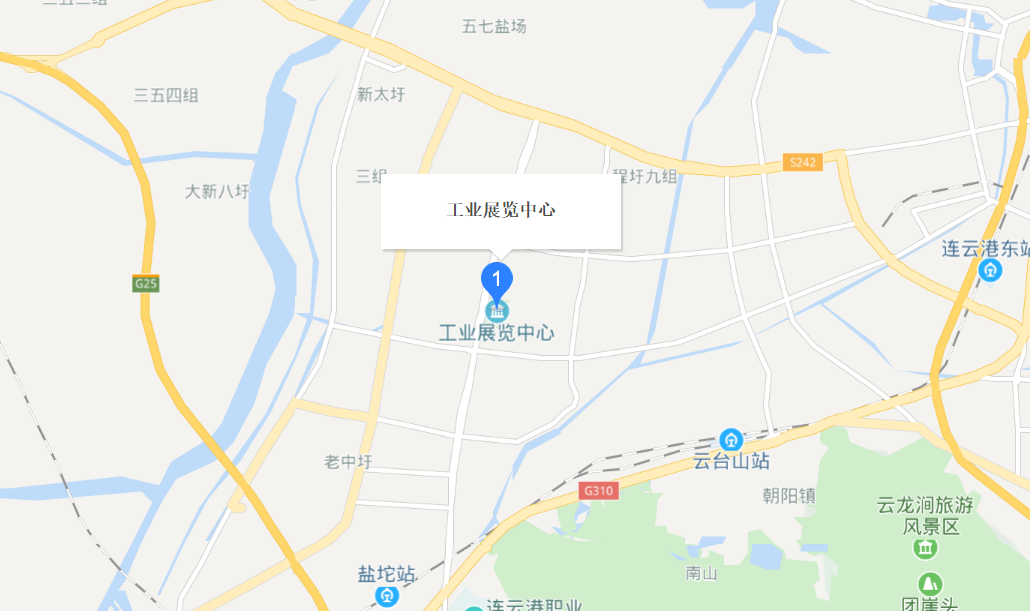 五七盐场
三五四组
新太圩
大新八圩
三组
程圩九组
S242
工业展览中心
连云港东站
G25
1
工业展览中心
老中圩
云台山站
G310
朝阳镇
云龙涧旅游
风景区
盐坨站
南山
连云港职业
团崖头